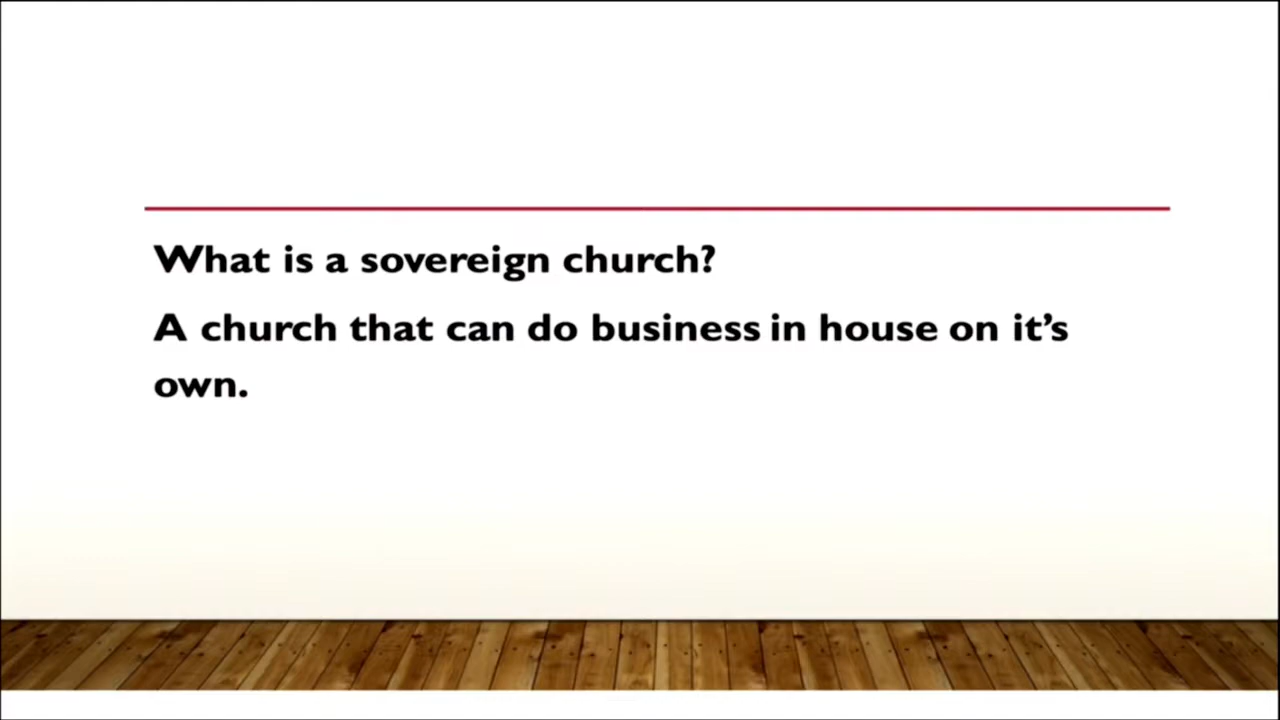 What is a sovereign church?
A church that can do business in house on it’s
own.